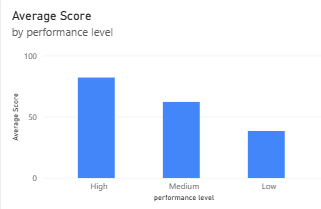 Average Score
by performance level
100
50
0
Average Score
High Medium Low
performance level